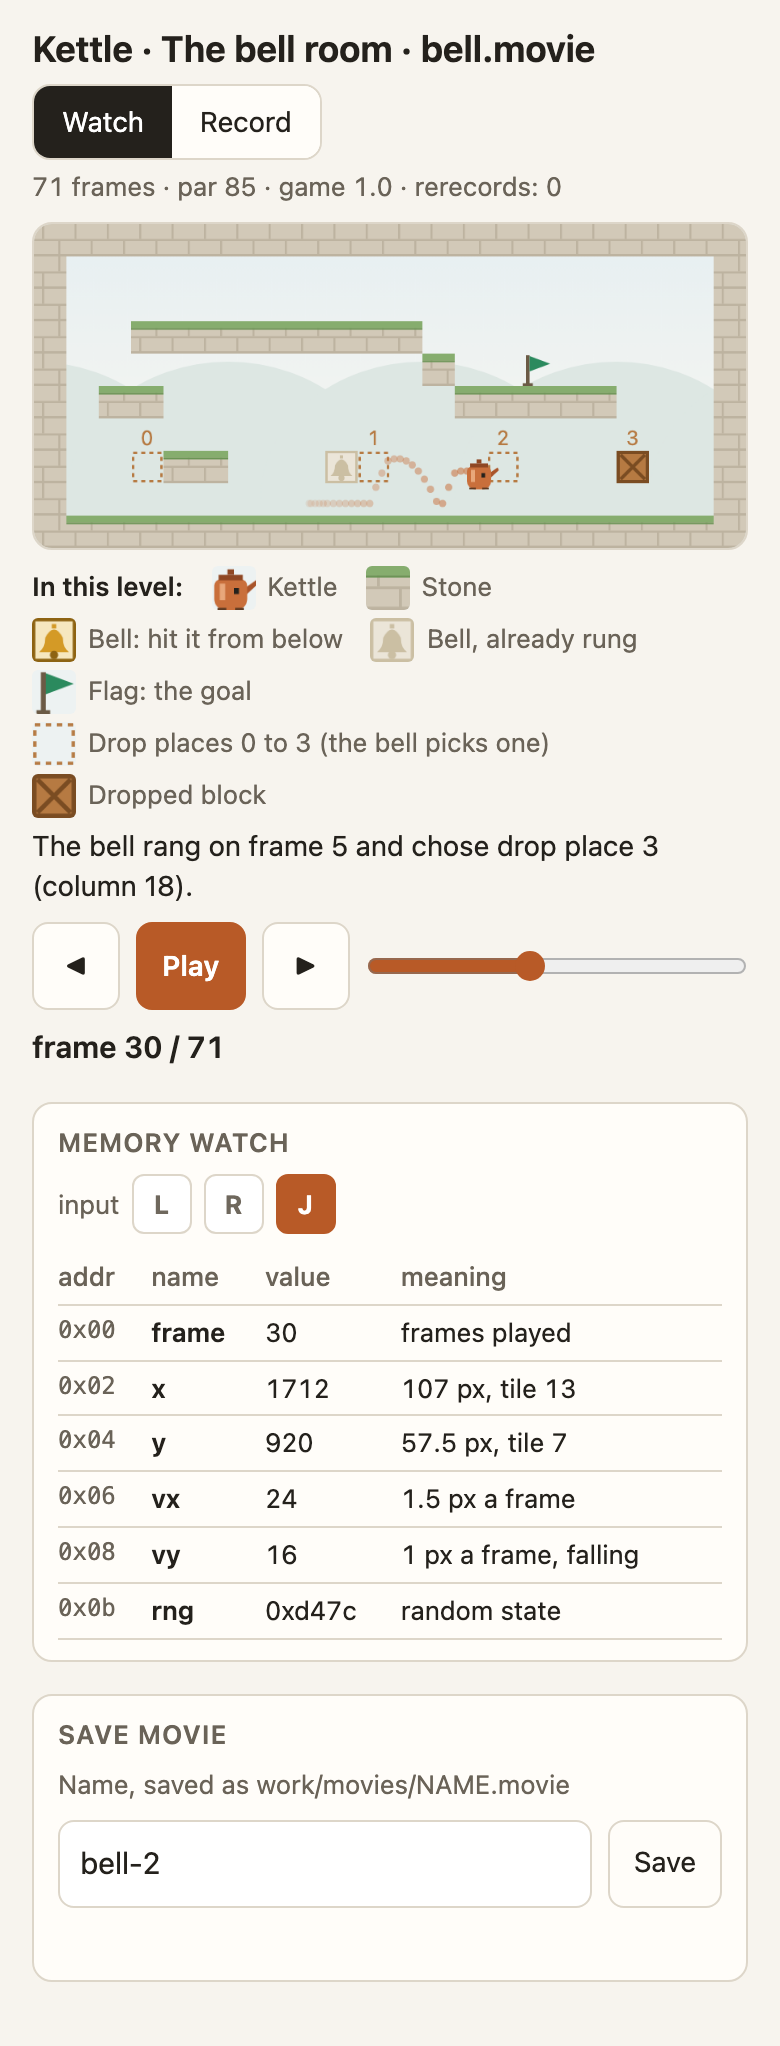 Kettle · The bell room · bell.movie
Watch Record
71 frames · par 85 · game 1.0 · rerecords: 0
0 1 2 3
In this level: Kettle Stone
Bell: hit it from below Bell, already rung
Flag: the goal
Drop places 0 to 3 (the bell picks one)
Dropped block
The bell rang on frame 5 and chose drop place 3
(column 18).
Play
frame 30 / 71
MEMORY WATCH
input L R J
addr name value meaning
0x00 frame 30 frames played
0x02 x 1712 107 px, tile 13
0x04 y 920 57.5 px, tile 7
0x06 vx 24 1.5 px a frame
0x08 vy 16 1 px a frame, falling
0x0b rng 0xd47c random state
SAVE MOVIE
Name, saved as work/movies/NAME.movie
bell-2 Save